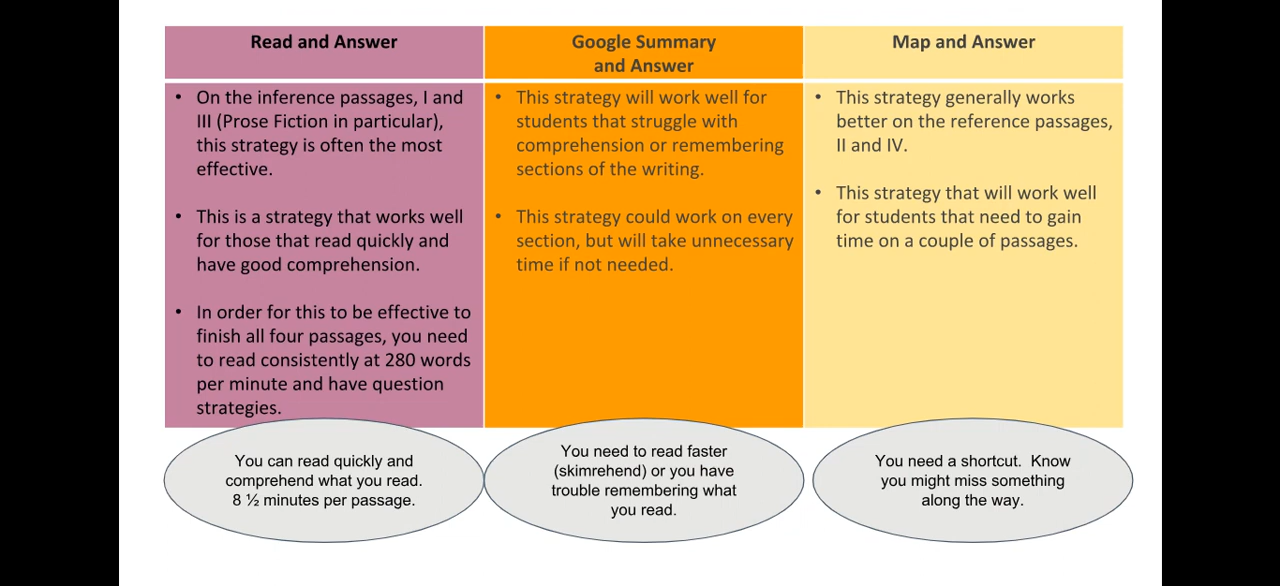 Read and Answer
• On the inference passages, I and
III (Prose Fiction in particular),
this strategy is often the most
effective.
• This is a strategy that works well
for those that read quickly and
have good comprehension.
• In order for this to be effective to
finish all four passages, you need
to read consistently at 280 words
per minute and have question
strategies.
You can read quickly and
comprehend what you read.
8 ½ minutes per passage.
Google Summary
and Answer
• This strategy will work well for
students that struggle with
comprehension or remembering
sections of the writing.
• This strategy could work on every
section, but will take unnecessary
time if not needed.
You need to read faster
(skimrehend) or you have
trouble remembering what
you read.
Map and Answer
• This strategy generally works
better on the reference passages,
II and IV.
• This strategy that will work well
for students that need to gain
time on a couple of passages.
You need a shortcut.  Know
you might miss something
along the way.